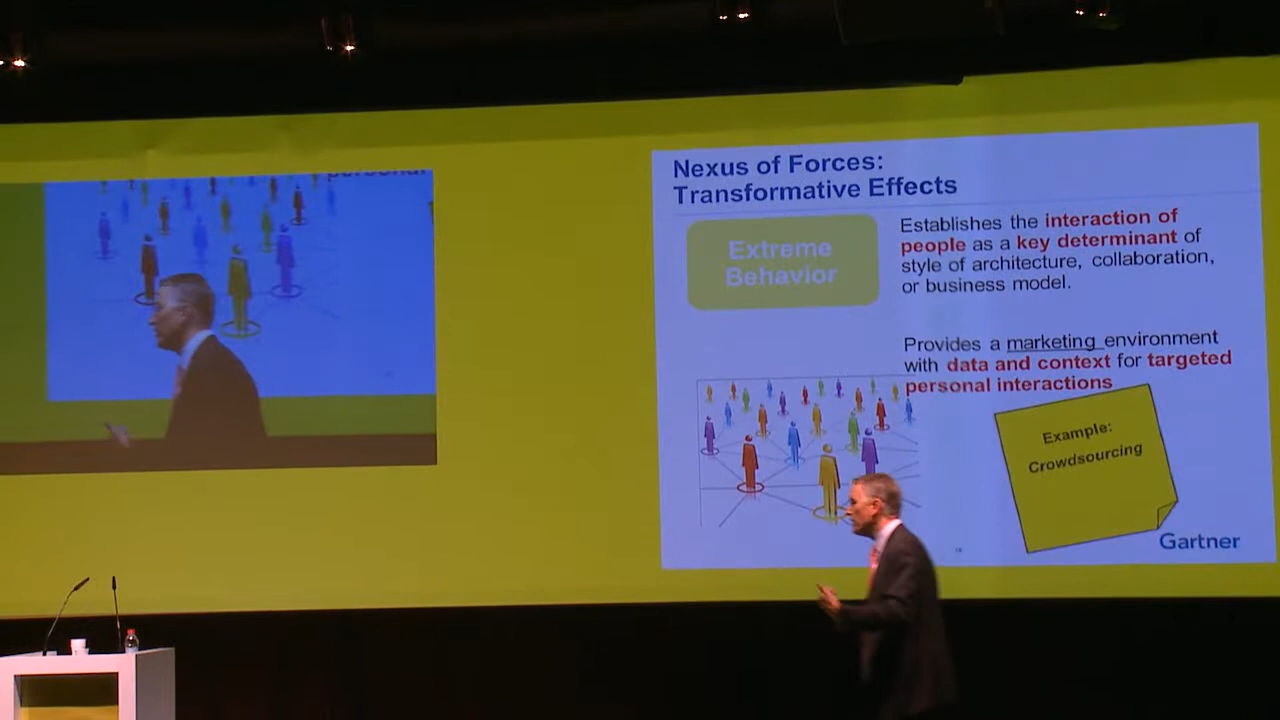 personal
Nexus of Forces:
Transformative Effects
Extreme
Behavior
Establishes the interaction of
people as a key determinant of
style of architecture, collaboration,
or business model.
Provides a marketing environment
with data and context for targeted
personal interactions
Example:
Crowdsourcing
Gartner